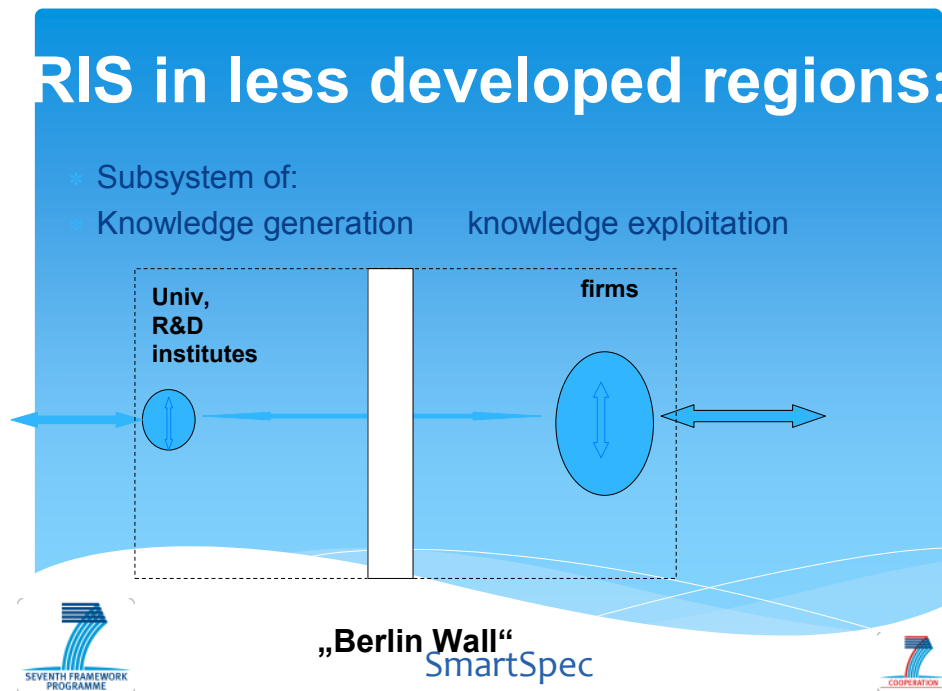 RIS in less developed regions:
Subsystem of:
Knowledge generation knowledge exploitation
Univ,
R&D
institutes
firms
„Berlin Wall“
SmartSpec
SEVENTH FRAMEWORK
PROGRAMME
COOPERATION